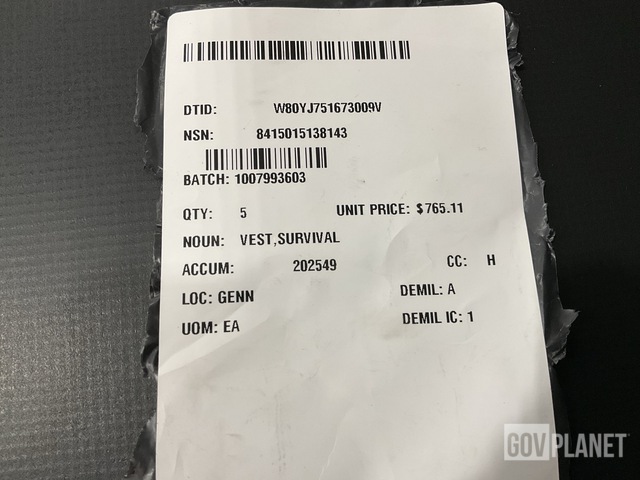 DTID: W80YJ751673009V
NSN: 8415015138143
BATCH: 1007993603
QTY: 5 UNIT PRICE: $765.11
NOUN: VEST,SURVIVAL
ACCUM: 202549 CC: H
LOC: GENN DEMIL: A
UOM: EA DEMIL IC: 1
GOVPLANET